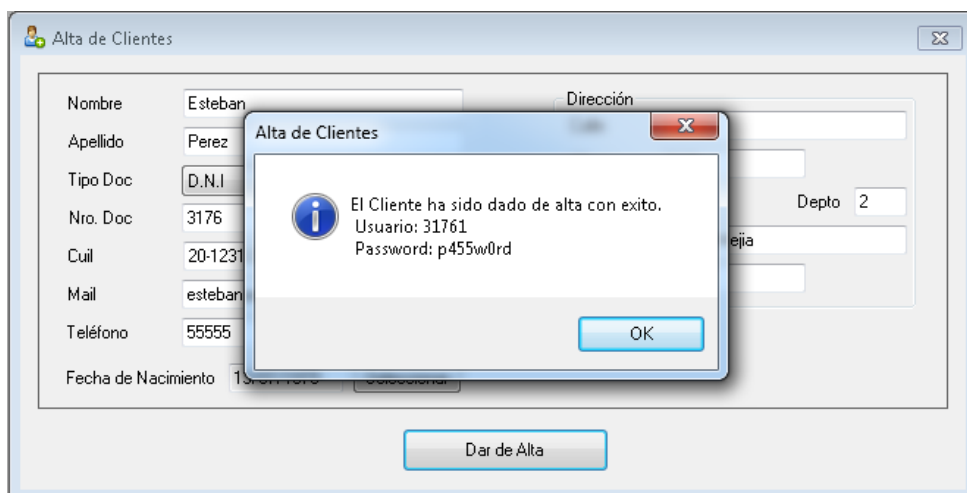 Alta de Clientes
Nombre Esteban
Dirección
Apellido Perez
Tipo Doc D.N.I
Nro. Doc 3176
Depto 2
Cuil 20-1231
ejia
Mail esteban
Teléfono 55555
Fecha de Nacimiento
Alta de Clientes
El Cliente ha sido dado de alta con exito.
Usuario: 31761
Password: p455w0rd
OK
Dar de Alta